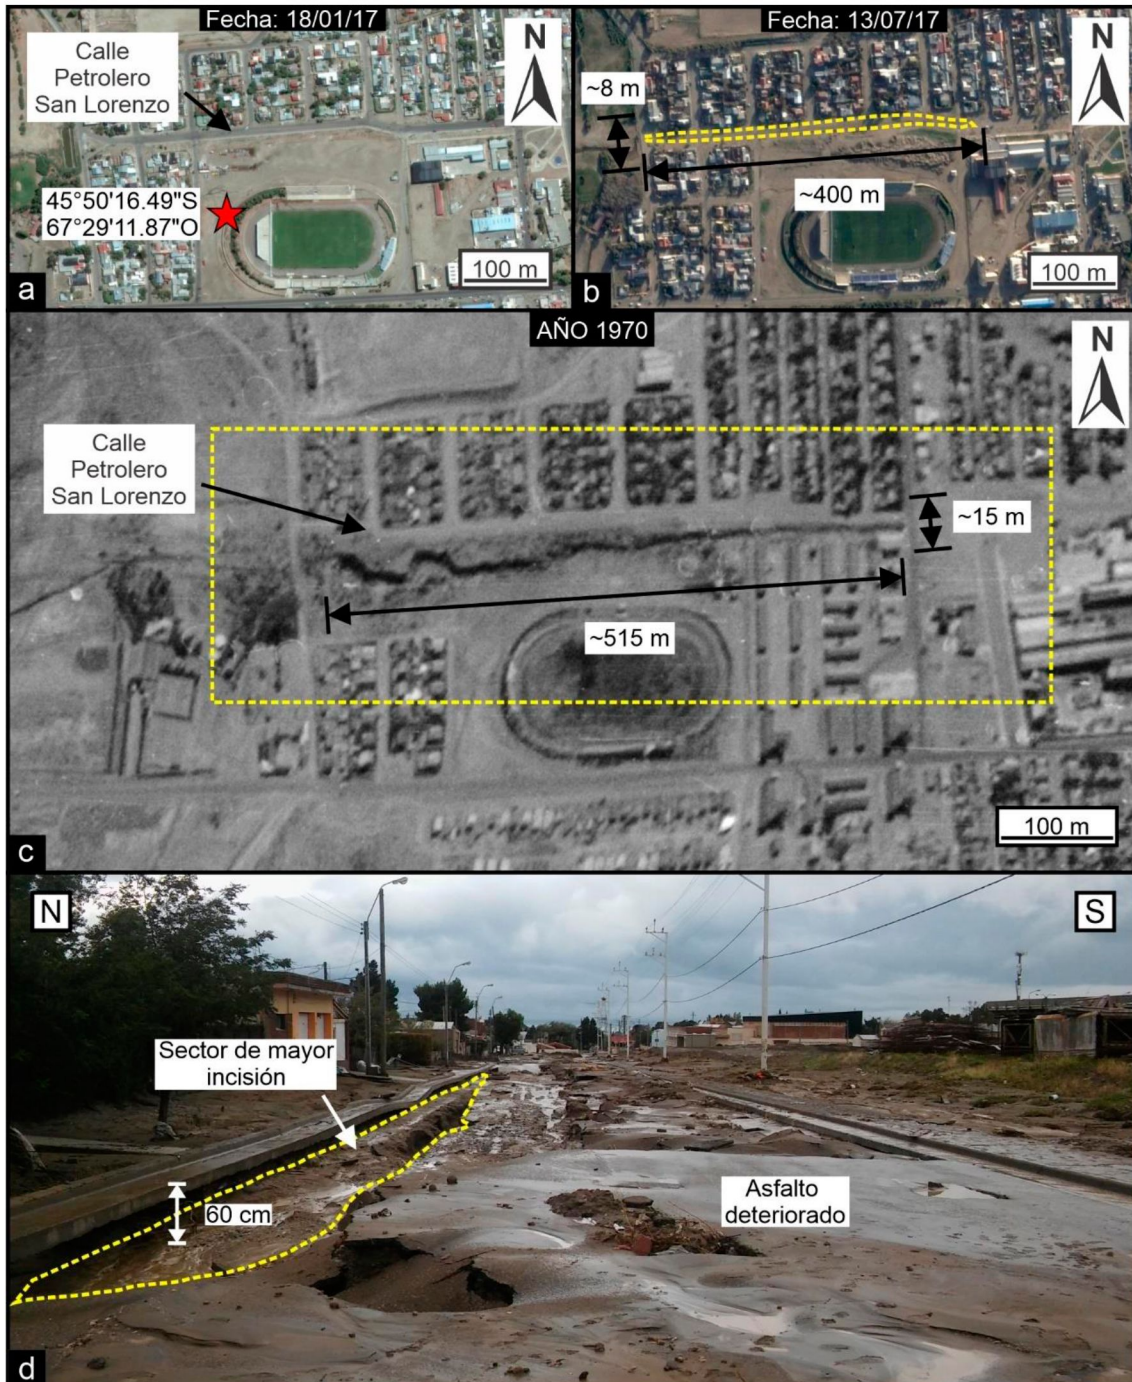 Fecha: 18/01/17
Calle
Petrolero
San Lorenzo
N
45°50'16.49"S
67°29'11.87"O
100 m
a
Fecha: 13/07/17
N
~8 m
~400 m
100 m
b
AÑO 1970
N
Calle
Petrolero
San Lorenzo
~15 m
~515 m
100 m
c
N
S
Sector de mayor
incisión
60 cm
Asfalto
deteriorado
d